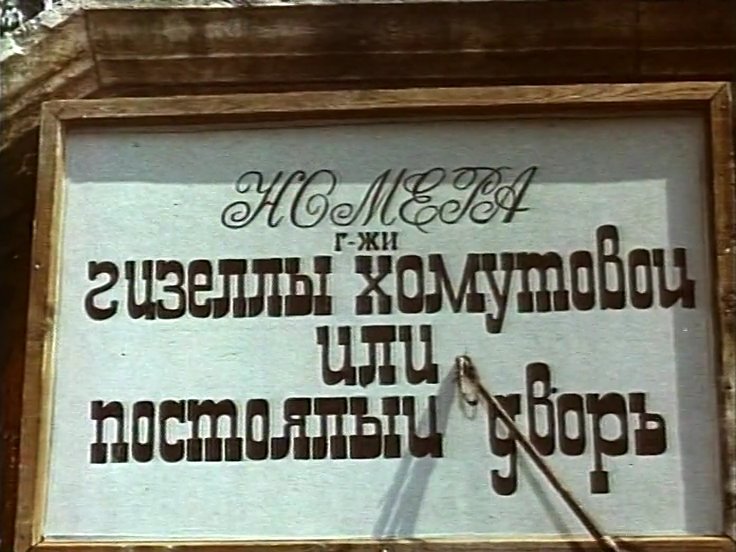 НОМЕРА
г-жи
гизеллы хомутовои
или
постоялыи дворъ